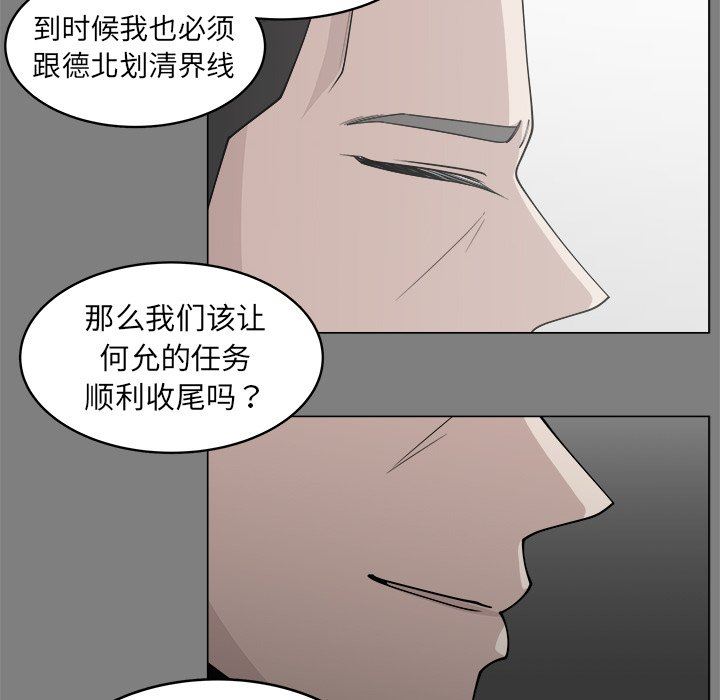 到时候我也必须
跟德北划清界线
那么我们该让
何允的任务
顺利收尾吗？